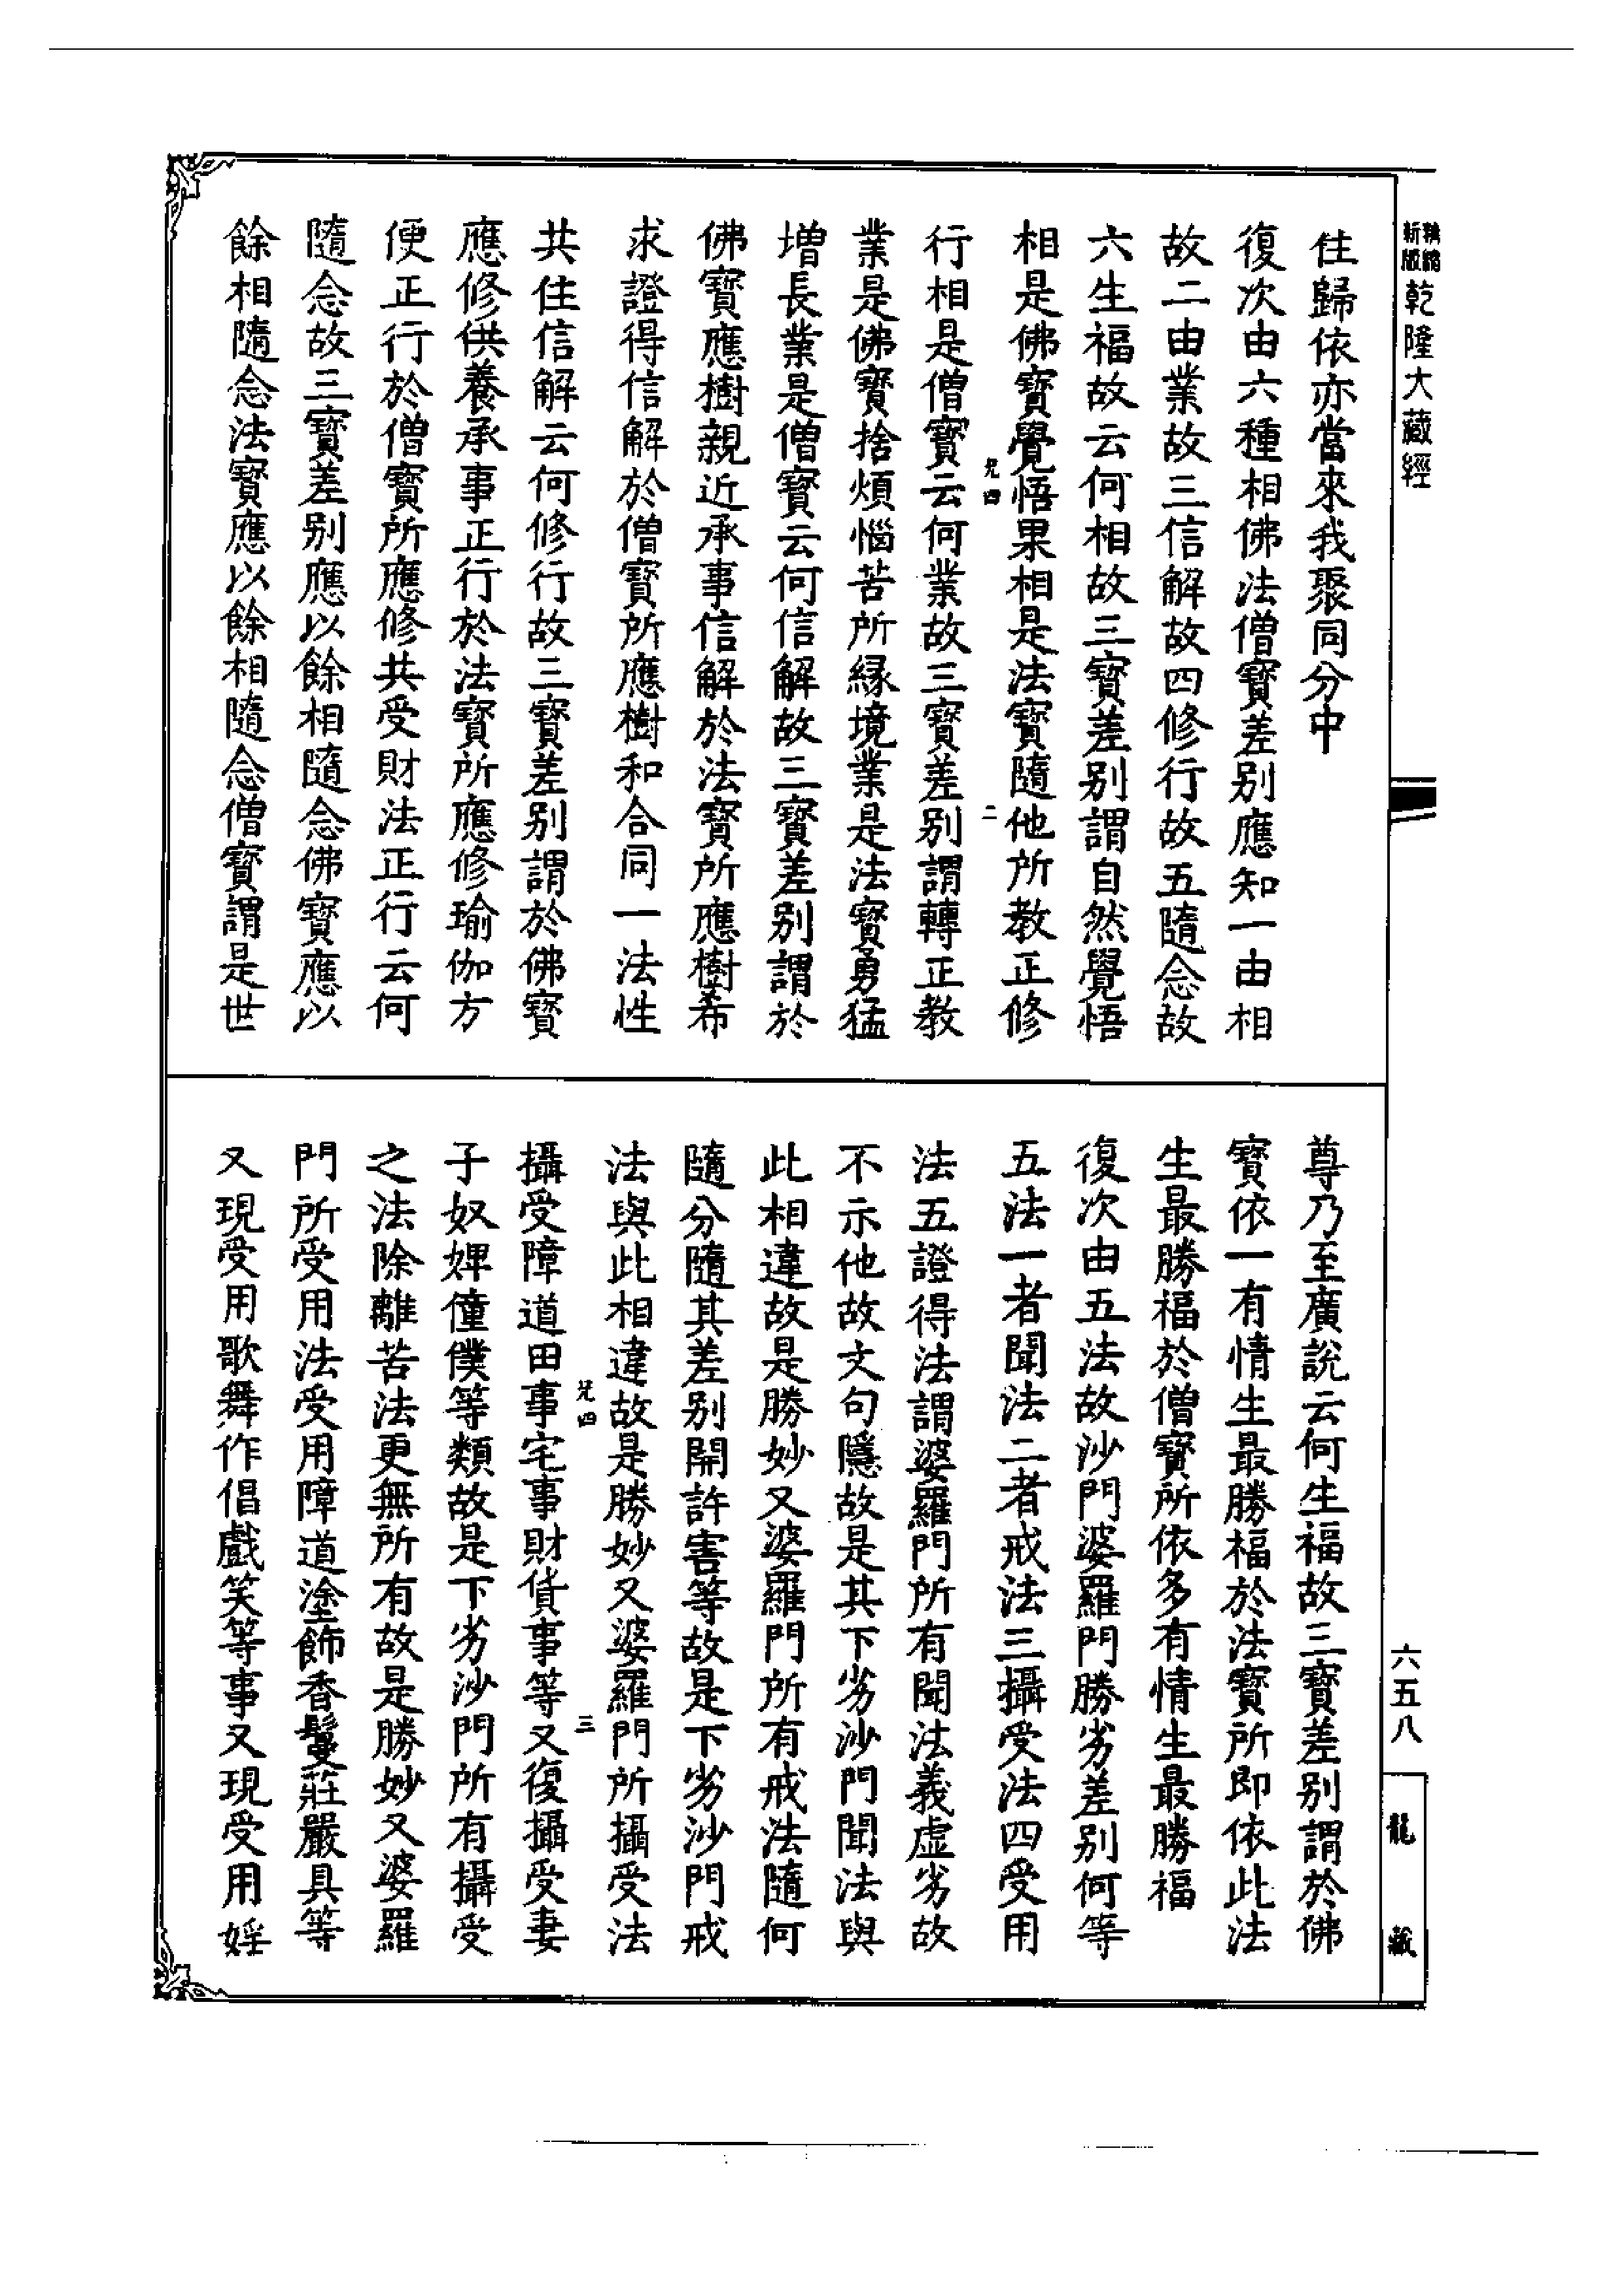 新版精縮乾隆大藏經
住歸依亦當來我聚同分中
復次由六種相佛法僧寶差別應知一由相
故二由業故三信解故四修行故五隨念故
六生福故云何相故三寶差別謂自然覺悟
相是佛寶覺悟果相是法寶隨他所教正修
兄四 二
行相是僧寶云何業故三寶差別謂轉正教
業是佛寶捨煩惱苦所緣境業是法寶勇猛
增長業是僧寶云何信解故三寶差別謂於
佛寶應樹親近承事信解於法寶所應樹希
求證得信解於僧寶所應樹和合同一法性
共住信解云何修行故三寶差別謂於佛寶
應修供養承事正行於法寶所應修瑜伽方
便正行於僧寶所應修共受財法正行云何
隨念故三寶差別應以餘相隨念佛寶應以
餘相隨念法寶應以餘相隨念僧寶謂是世
尊乃至廣說云何生福故三寶差別謂於佛
寶依一有情生最勝福於法寶所即依此法
生最勝福於僧寶所依多有情生最勝福
復次由五法故沙門婆羅門勝劣差別何等
五法一者聞法二者戒法三攝受法四受用
法五證得法謂婆羅門所有聞法義虛劣故
不示他故文句隱故是其下劣沙門聞法與
此相違故是勝妙又婆羅門所有戒法隨何
隨分隨其差別開許害等故是下劣沙門戒
法與此相違故是勝妙又婆羅門所攝受法
兄四 三
攝受障道田事宅事財貨事等又復攝受妻
子奴婢僮僕等類故是下劣沙門所有攝受
之法除離苦法更無所有故是勝妙又婆羅
門所受用法受用障道塗飾香鬘莊嚴具等
又現受用歌舞作倡戲笑等事又現受用婬
六五八
龍藏